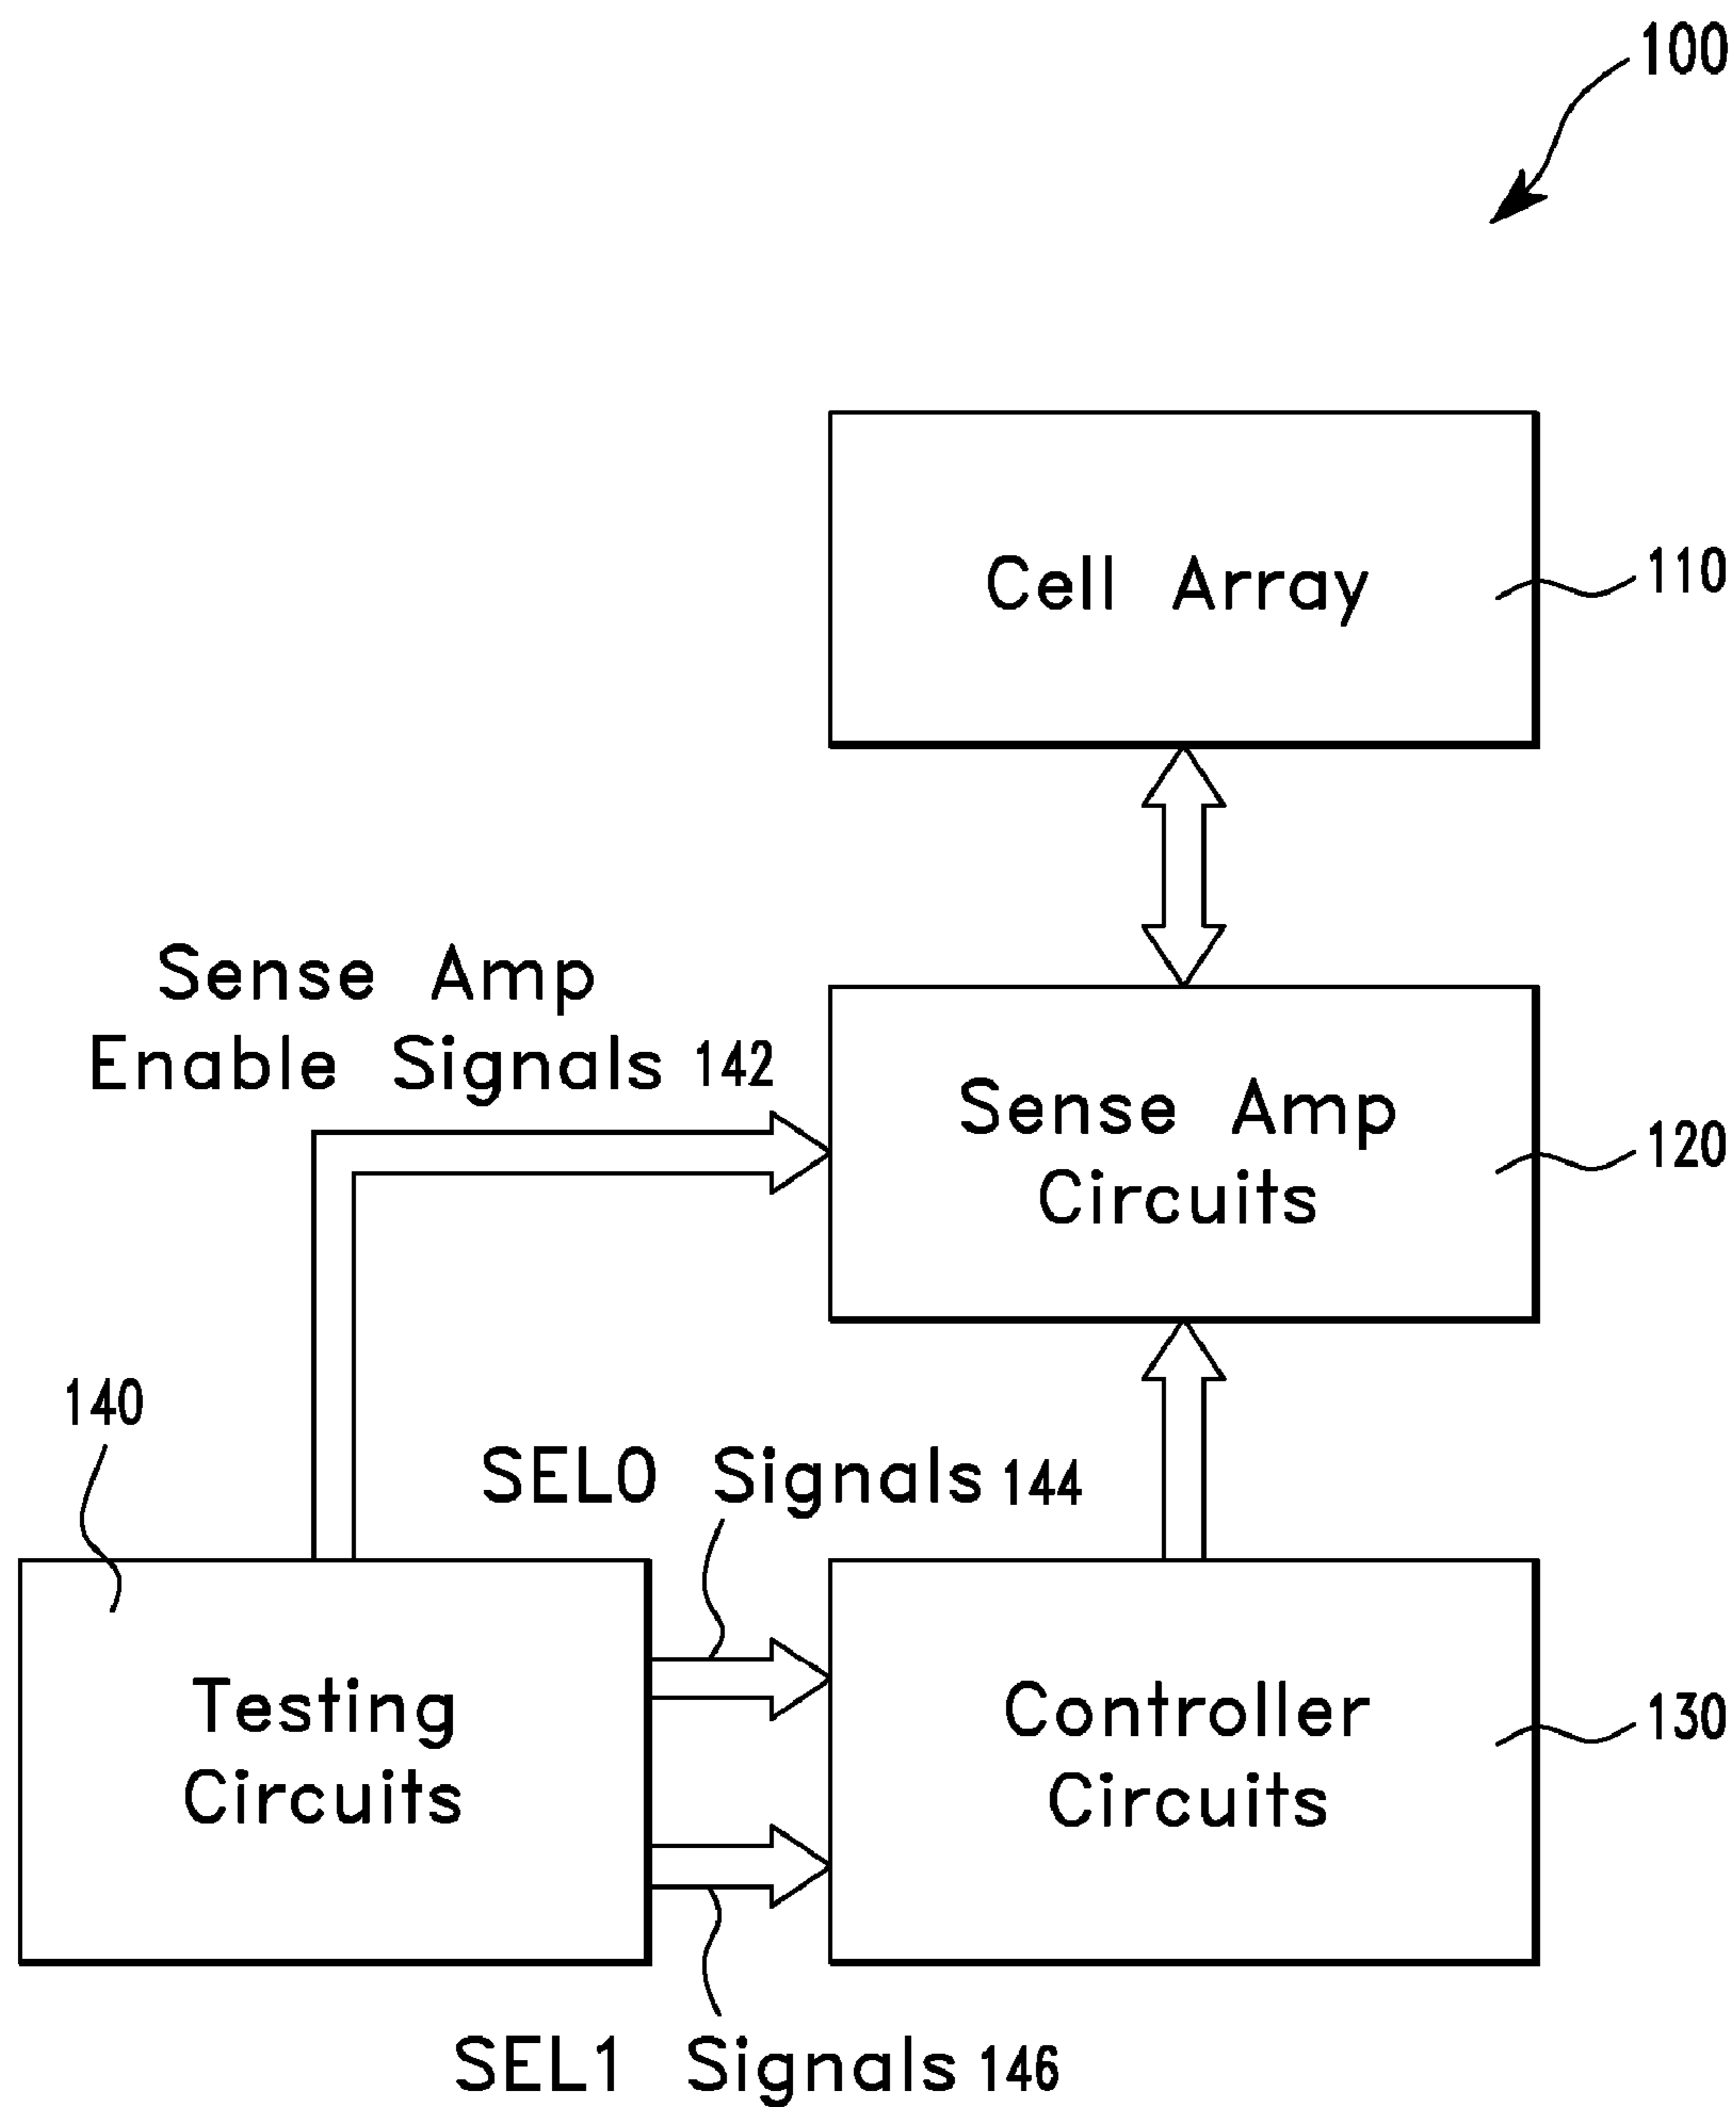 100
Cell Array
110
Sense Amp
Enable Signals 142
Sense Amp
Circuits
120
140
SEL0 Signals 144
Testing
Circuits
Controller
Circuits
130
SEL1 Signals 146